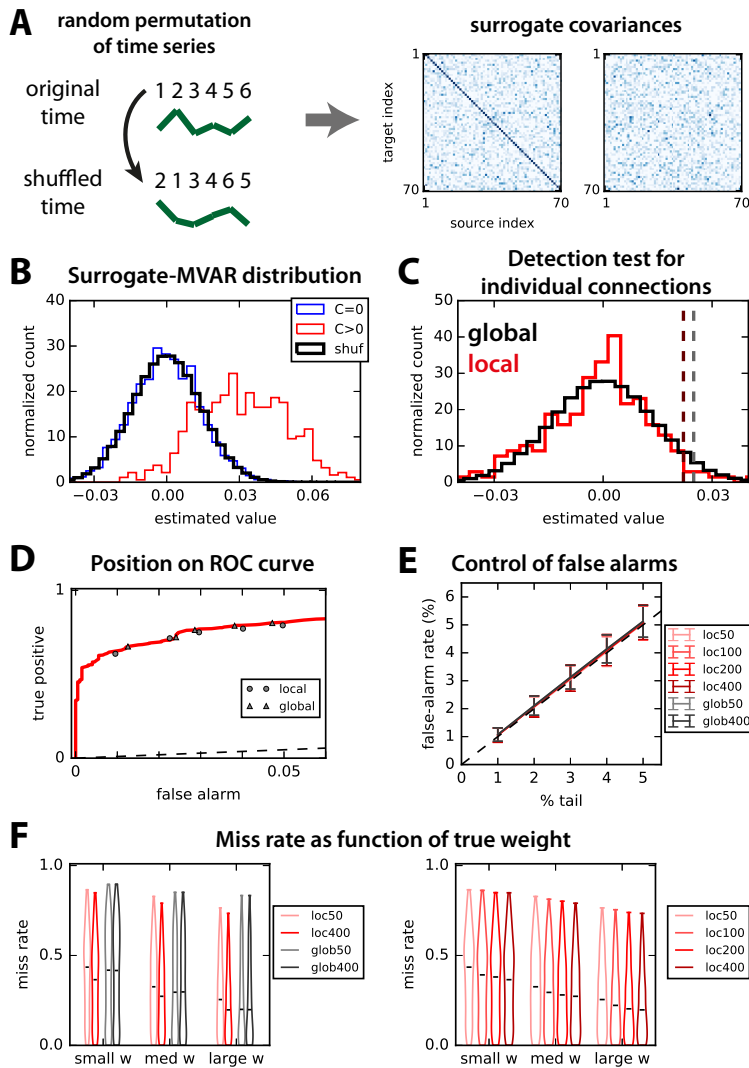 A
random permutation
of time series
original
time
1 2 3 4 5 6
shuffled
time
2 1 3 4 6 5
surrogate covariances
target index
1
70
1
70
source index
1
70
1
70
B
Surrogate-MVAR distribution
normalized count
40
30
20
10
0
−0.03
0.00
0.03
0.06
estimated value
C=0
C>0
shuf
C
Detection test for
individual connections
normalized count
50
40
30
20
10
0
−0.03
0.00
0.03
estimated value
global
local
D
Position on ROC curve
true positive
1
0
0
0.05
false alarm
local
global
E
Control of false alarms
false-alarm rate (%)
6
5
4
3
2
1
0
0
1
2
3
4
5
% tail
loc50
loc100
loc200
loc400
glob50
glob400
F
Miss rate as function of true weight
miss rate
1.0
0.5
0.0
small w
med w
large w
loc50
loc400
glob50
glob400
miss rate
1.0
0.5
0.0
small w
med w
large w
loc50
loc100
loc200
loc400